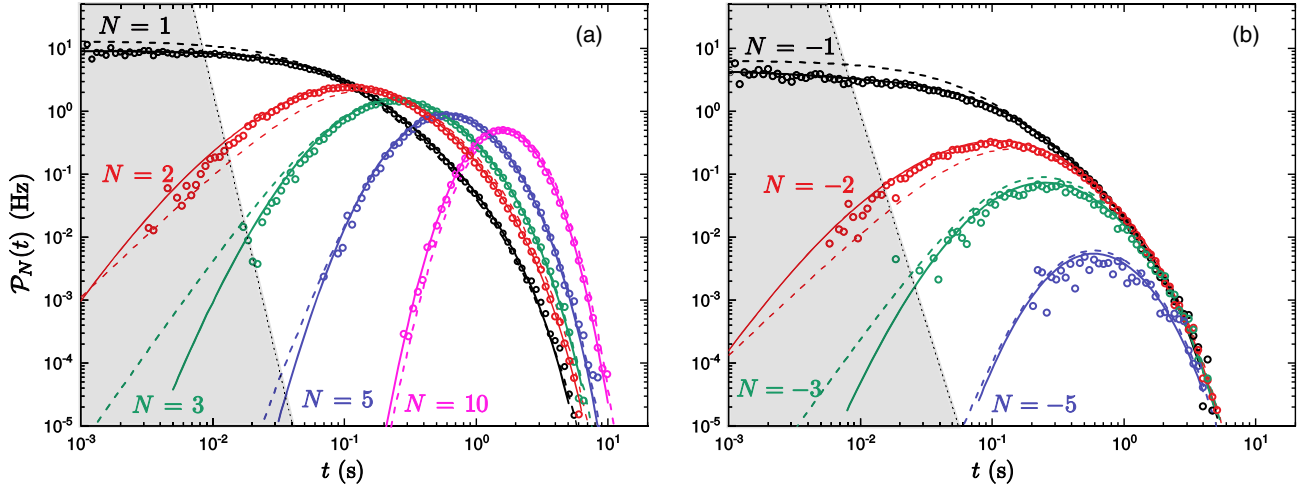 N = 1
(a)
N = 2
N = 3
N = 5
N = 10
10^1
10^0
10^-1
10^-2
10^-3
10^-4
10^-5
𝒫_N(t) (Hz)
10^-3 10^-2 10^-1 10^0 10^1
t (s)
N = −1
(b)
N = −2
N = −3
N = −5
10^1
10^0
10^-1
10^-2
10^-3
10^-4
10^-5
10^-3 10^-2 10^-1 10^0 10^1
t (s)